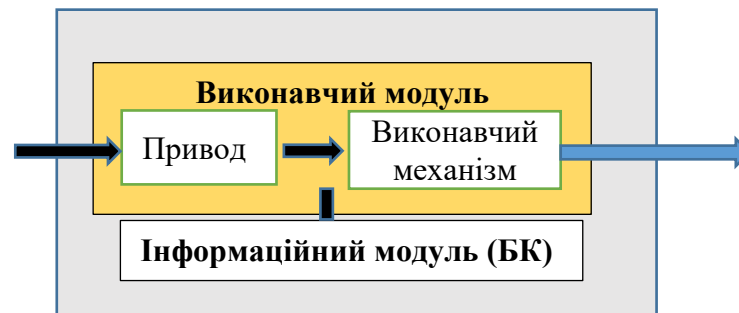 Виконавчий модуль
Привод
Виконавчий
механізм
Інформаційний модуль (БК)